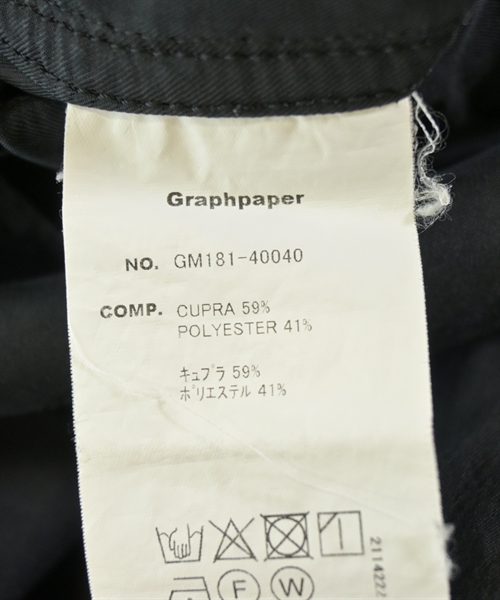 Graphpaper
NO. GM181-40040
COMP. CUPRA 59%
POLYESTER 41%
キュプラ 59%
ポリエステル 41%
F W